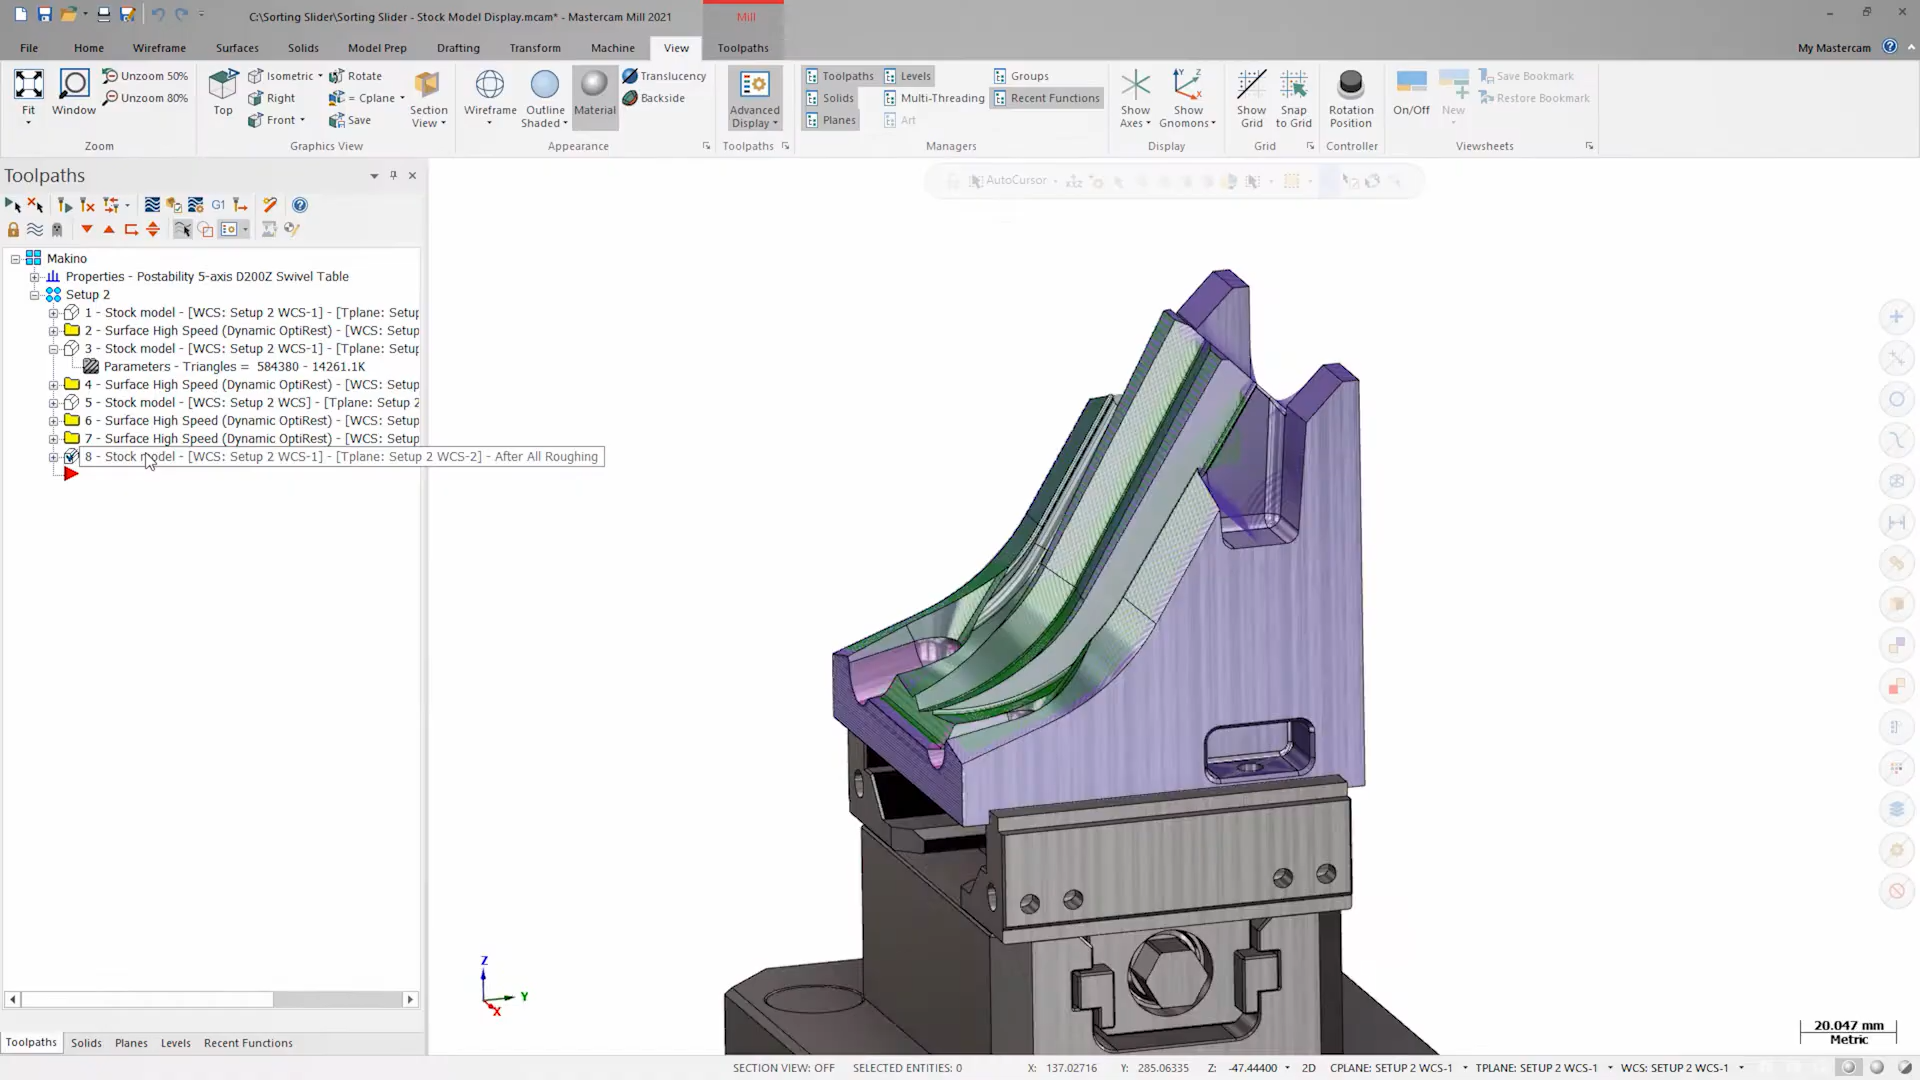 C:\Sorting Slider\Sorting Slider - Stock Model Display.mcam* - Mastercam Mill 2021
Mill
File
Home
Wireframe
Surfaces
Solids
Model Prep
Drafting
Transform
Machine
View
Toolpaths
My Mastercam
Fit
Window
Unzoom 50%
Unzoom 80%
Zoom
Top
Isometric
Right
Front
Rotate
= Cplane
Save
Section View
Graphics View
Wireframe
Outline Shaded
Material
Translucency
Backside
Appearance
Advanced Display
Toolpaths
Toolpaths
Solids
Planes
Levels
Multi-Threading
Art
Groups
Recent Functions
Managers
Show Axes
Show Gnomons
Display
Show Grid
Snap to Grid
Grid
Rotation Position
Controller
On/Off
New
Save Bookmark
Restore Bookmark
Viewsheets
Toolpaths
G1
AutoCursor
Makino
Properties - Postability 5-axis D200Z Swivel Table
Setup 2
1 - Stock model - [WCS: Setup 2 WCS-1] - [Tplane: Setup
2 - Surface High Speed (Dynamic OptiRest) - [WCS: Setup
3 - Stock model - [WCS: Setup 2 WCS-1] - [Tplane: Setup
Parameters - Triangles = 584380 - 14261.1K
4 - Surface High Speed (Dynamic OptiRest) - [WCS: Setup
5 - Stock model - [WCS: Setup 2 WCS] - [Tplane: Setup 2
6 - Surface High Speed (Dynamic OptiRest) - [WCS: Setup
7 - Surface High Speed (Dynamic OptiRest) - [WCS: Setup
8 - Stock model - [WCS: Setup 2 WCS-1] - [Tplane: Setup 2 WCS-2] - After All Roughing
Z
Y
X
20.047 mm
Metric
Toolpaths
Solids
Planes
Levels
Recent Functions
SECTION VIEW: OFF
SELECTED ENTITIES: 0
X: 137.02716
Y: 285.06335
Z: -47.44400
2D
CPLANE: SETUP 2 WCS-1
TPLANE: SETUP 2 WCS-1
WCS: SETUP 2 WCS-1